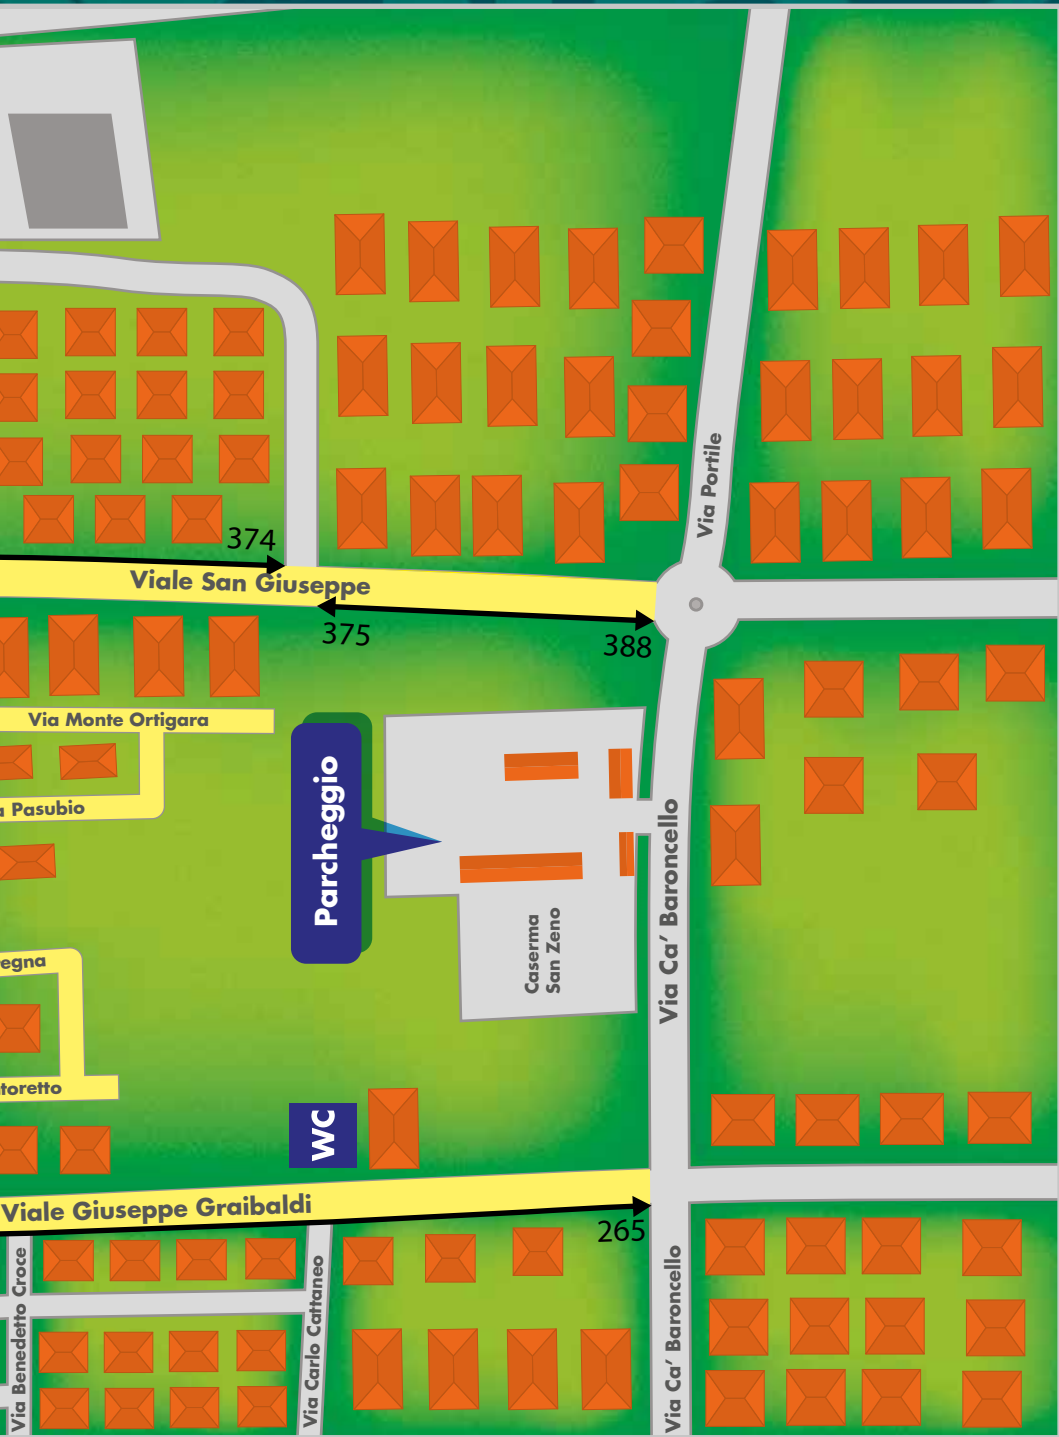 Via Portile
374
Viale San Giuseppe
375
388
Via Monte Ortigara
a Pasubio
Parcheggio
Via Ca' Baroncello
Caserma
San Zeno
egna
toretto
WC
Viale Giuseppe Graibaldi
265
Via Benedetto Croce
Via Carlo Cattaneo
Via Ca' Baroncello